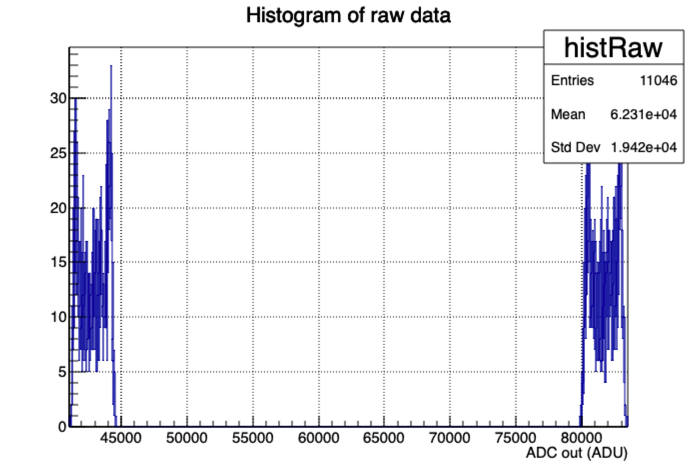 Histogram of raw data
histRaw
Entries 11046
Mean 6.231e+04
Std Dev 1.942e+04
30
25
20
15
10
5
0
45000 50000 55000 60000 65000 70000 75000 80000
ADC out (ADU)